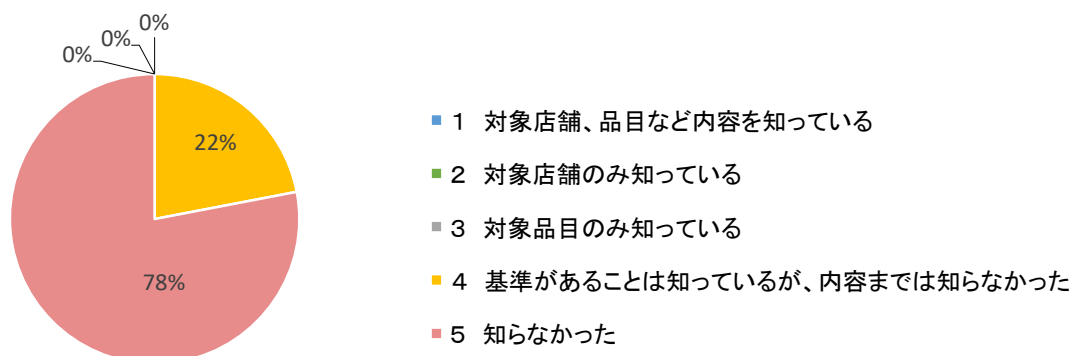 0%
0%
0%
22%
78%
1 対象店舗、品目など内容を知っている
2 対象店舗のみ知っている
3 対象品目のみ知っている
4 基準があることは知っているが、内容までは知らなかった
5 知らなかった